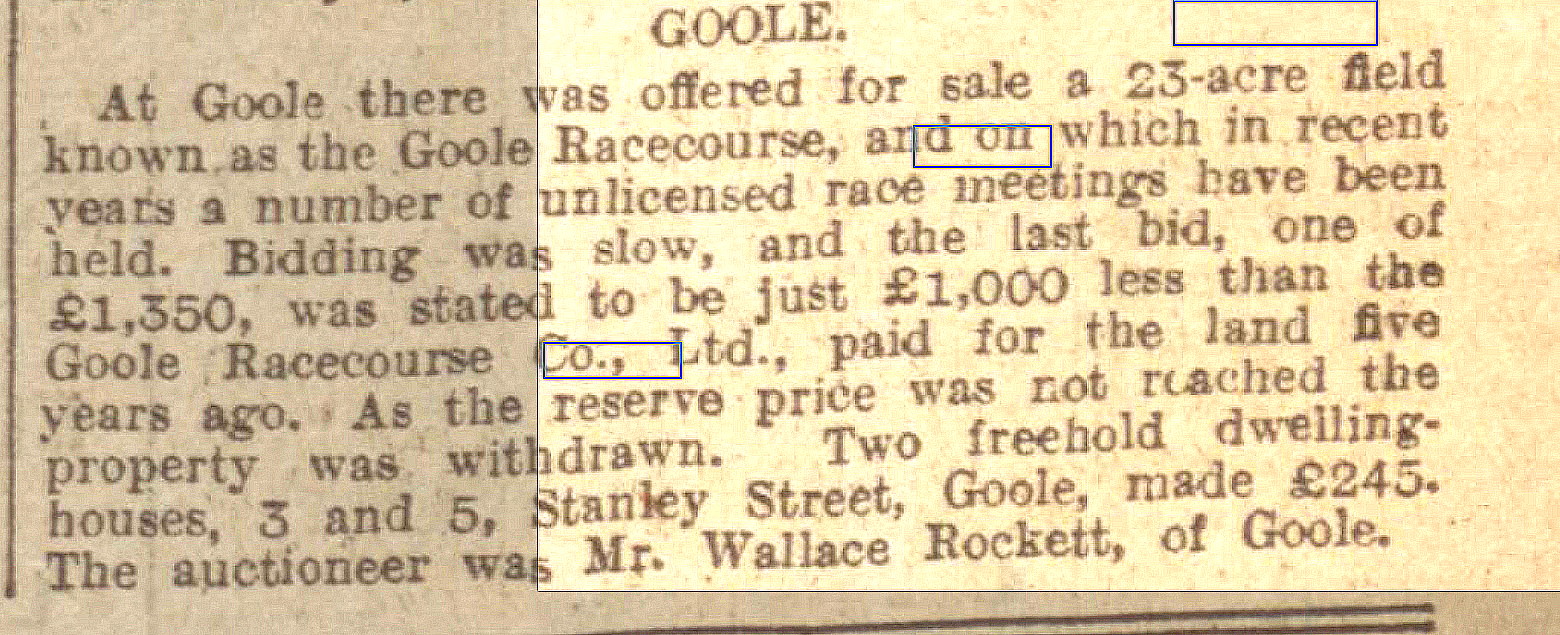 GOOLE.
At Goole there was offered for sale a 23-acre field
known as the Goole Racecourse, and on which in recent
years a number of unlicensed race meetings have been
held. Bidding was slow, and the last bid, one of
£1,350, was stated to be just £1,000 less than the
Goole Racecourse Co., Ltd., paid for the land five
years ago. As the reserve price was not reached the
property was withdrawn. Two freehold dwelling-
houses, 3 and 5, Stanley Street, Goole, made £245.
The auctioneer was Mr. Wallace Rockett, of Goole.